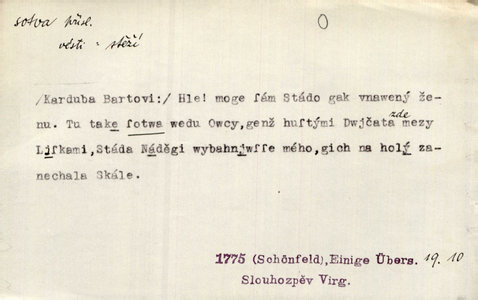 sotva přísl.
O
vésti - stěží
/Karduba Bartovi:/ Hle! moge ſám Stádo gak vnawený že-
nu. Tu take ſotwa wedu Owcy,genž huſtými Dwjčata zde mezy
Ljſkami,Stáda Náděgi wybahnjwſſe mého,gich na holý za-
nechala Skále.
1775 (Schönfeld),Einige Übers. 19. 10
Slouhozpěv Virg.